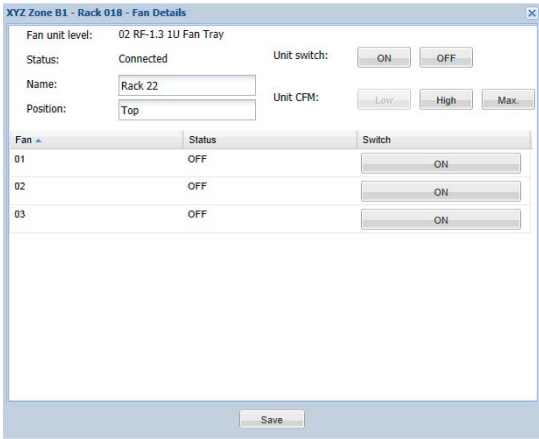 XYZ Zone B1 - Rack 018 - Fan Details
Fan unit level: 02 RF-1.3 1U Fan Tray
Status: Connected Unit switch: ON OFF
Name: Rack 22
Unit CFM: Low High Max.
Position: Top
Fan Status Switch
01 OFF ON
02 OFF ON
03 OFF ON
Save